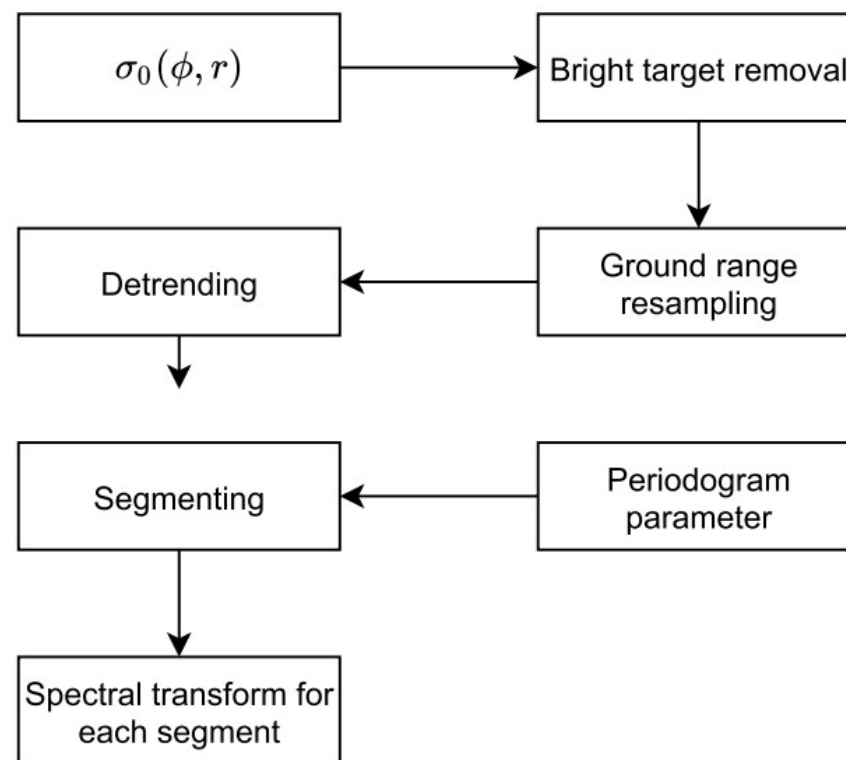 σ₀(ϕ, r)
Bright target removal
Detrending
Ground range
resampling
Segmenting
Periodogram
parameter
Spectral transform for
each segment